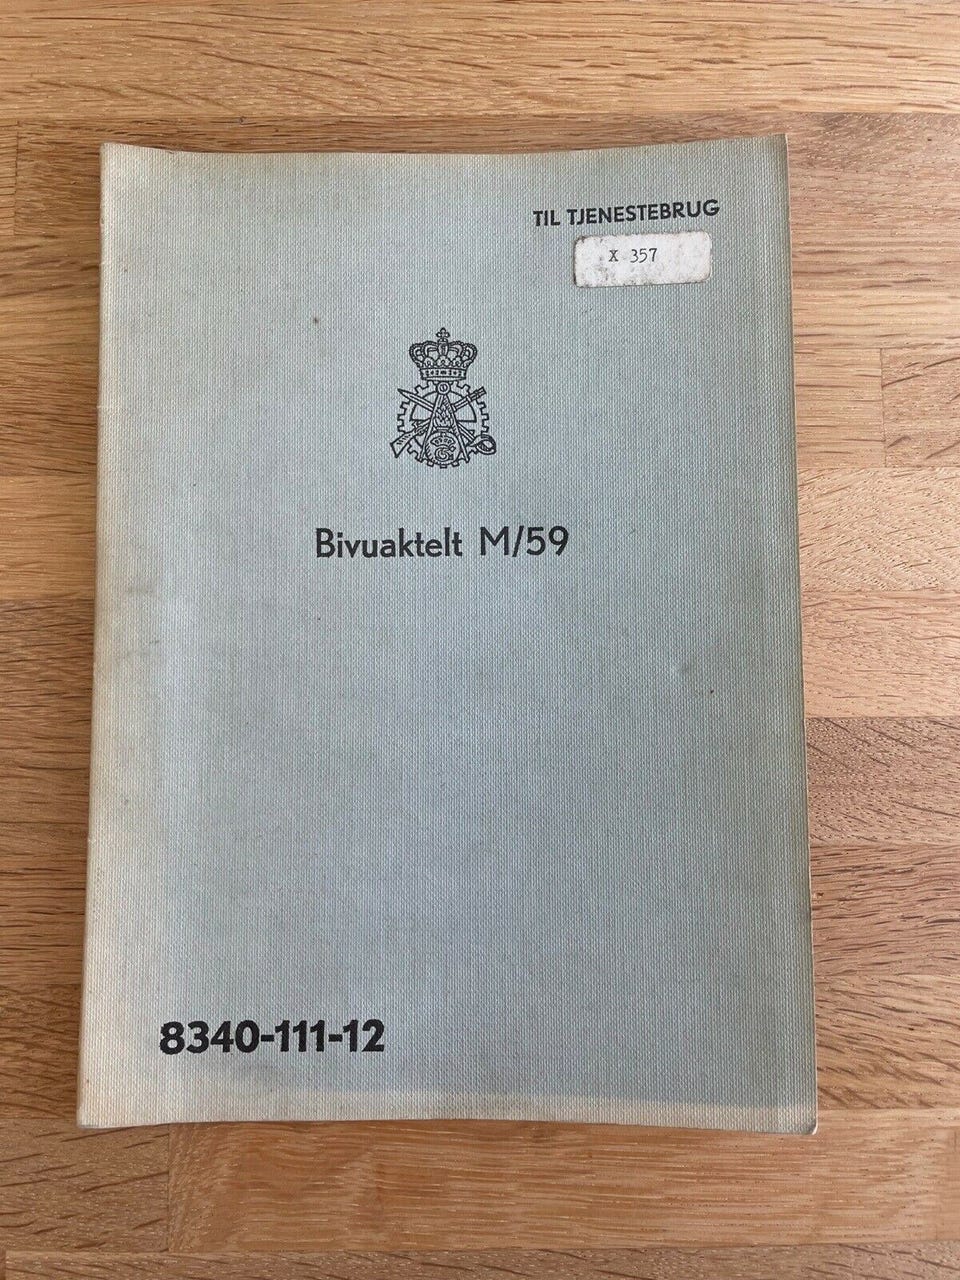 TIL TJENESTEBRUG
X 357
Bivuaktelt M/59
8340-111-12